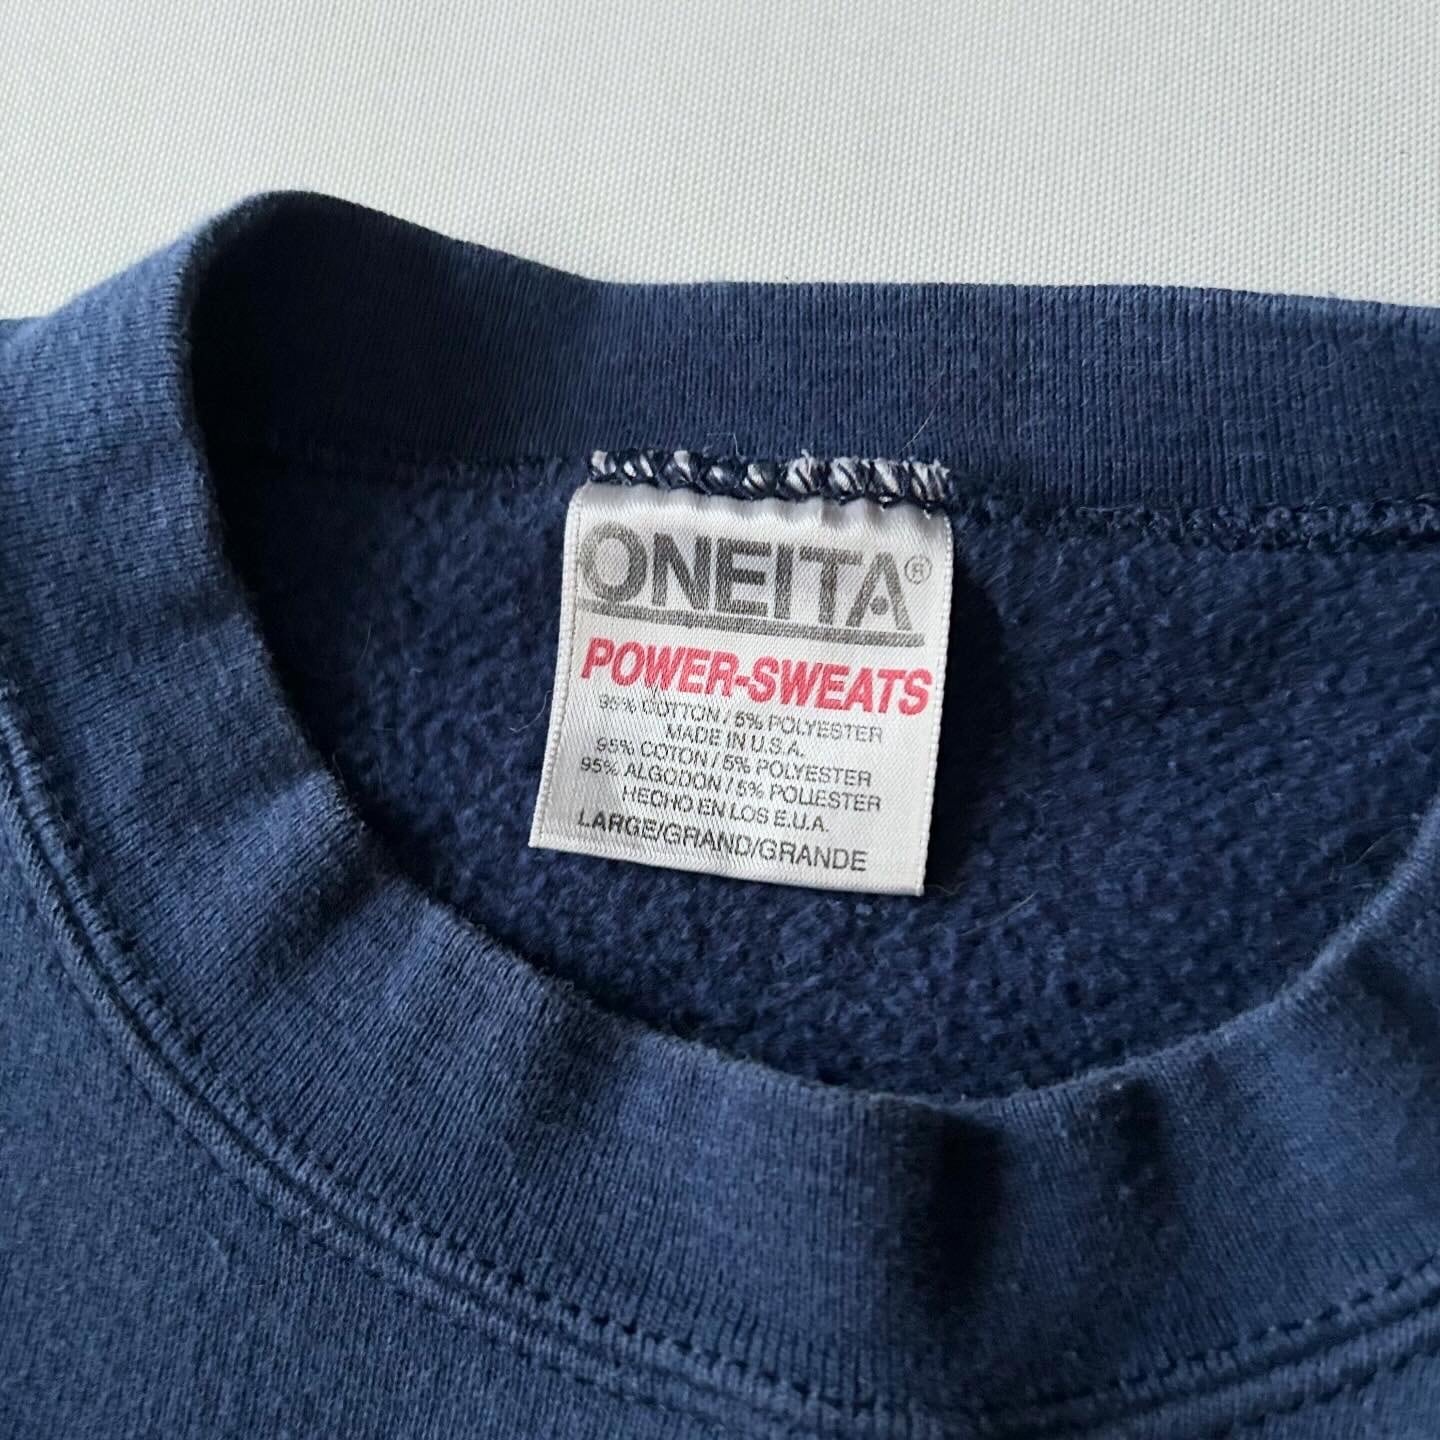 ONEITA®
POWER-SWEATS
95% COTTON / 5% POLYESTER
MADE IN U.S.A.
95% COTON / 5% POLYESTER
95% ALGODON / 5% POLIESTER
HECHO EN LOS E.U.A.
LARGE/GRAND/GRANDE